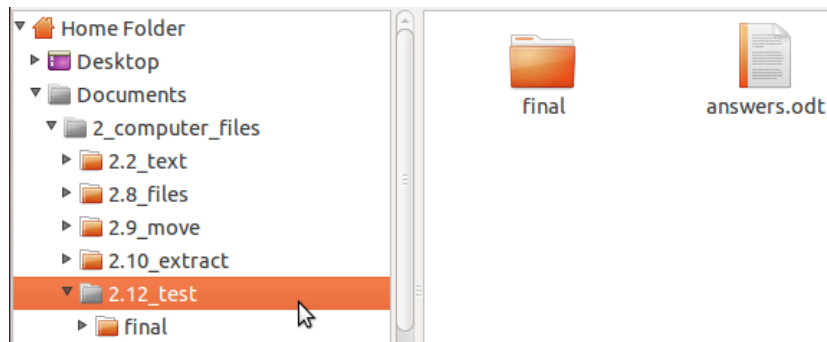 Home Folder
Desktop
Documents
2_computer_files
2.2_text
2.8_files
2.9_move
2.10_extract
2.12_test
final
final
answers.odt